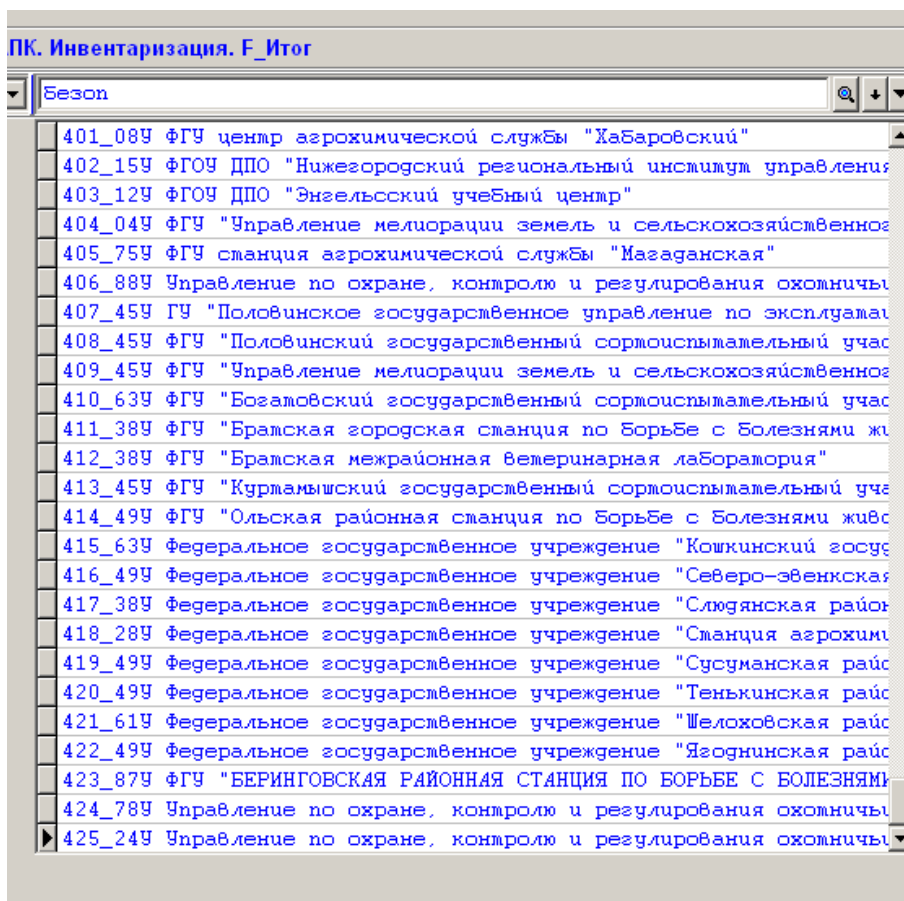 ПК. Инвентаризация. F_Итог
безоп
401_08У ФГУ центр агрохимической службы "Хабаровский"
402_15У ФГОУ ДПО "Нижегородский региональный институт управления
403_12У ФГОУ ДПО "Энгельсский учебный центр"
404_04У ФГУ "Управление мелиорации земель и сельскохозяйственног
405_75У ФГУ станция агрохимической службы "Магаданская"
406_88У Управление по охране, контролю и регулирования охотничьи
407_45У ГУ "Половинское государственное управление по эксплуатаци
408_45У ФГУ "Половинский государственный сортоиспытательный учас
409_45У ФГУ "Управление мелиорации земель и сельскохозяйственног
410_63У ФГУ "Богатовский государственный сортоиспытательный учас
411_38У ФГУ "Братская городская станция по борьбе с болезнями жи
412_38У ФГУ "Братская межрайонная ветеринарная лаборатория"
413_45У ФГУ "Куртамышский государственный сортоиспытательный уча
414_49У ФГУ "Ольская районная станция по борьбе с болезнями живо
415_63У Федеральное государственное учреждение "Кошкинский госуд
416_49У Федеральное государственное учреждение "Северо-эвенкская
417_38У Федеральное государственное учреждение "Слюдянская район
418_28У Федеральное государственное учреждение "Станция агрохими
419_49У Федеральное государственное учреждение "Сусуманская райо
420_49У Федеральное государственное учреждение "Тенькинская райо
421_61У Федеральное государственное учреждение "Шелоховская райо
422_49У Федеральное государственное учреждение "Ягоднинская райо
423_87У ФГУ "БЕРИНГОВСКАЯ РАЙОННАЯ СТАНЦИЯ ПО БОРЬБЕ С БОЛЕЗНЯМИ
424_78У Управление по охране, контролю и регулирования охотничьи
425_24У Управление по охране, контролю и регулирования охотничьи